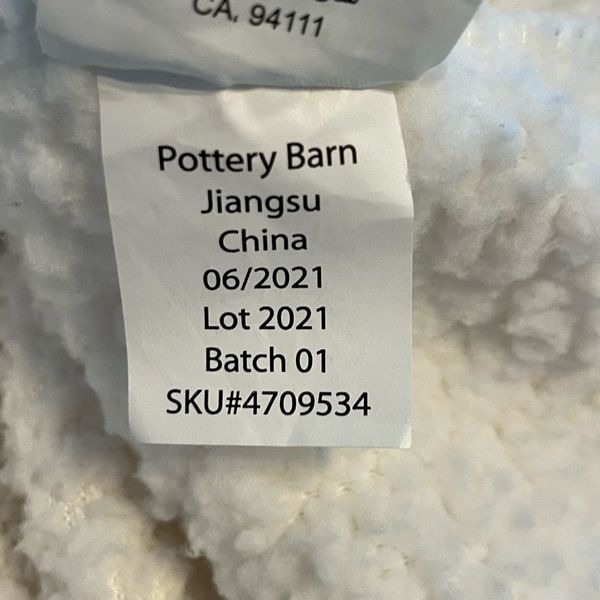 CA, 94111
Pottery Barn
Jiangsu
China
06/2021
Lot 2021
Batch 01
SKU#4709534